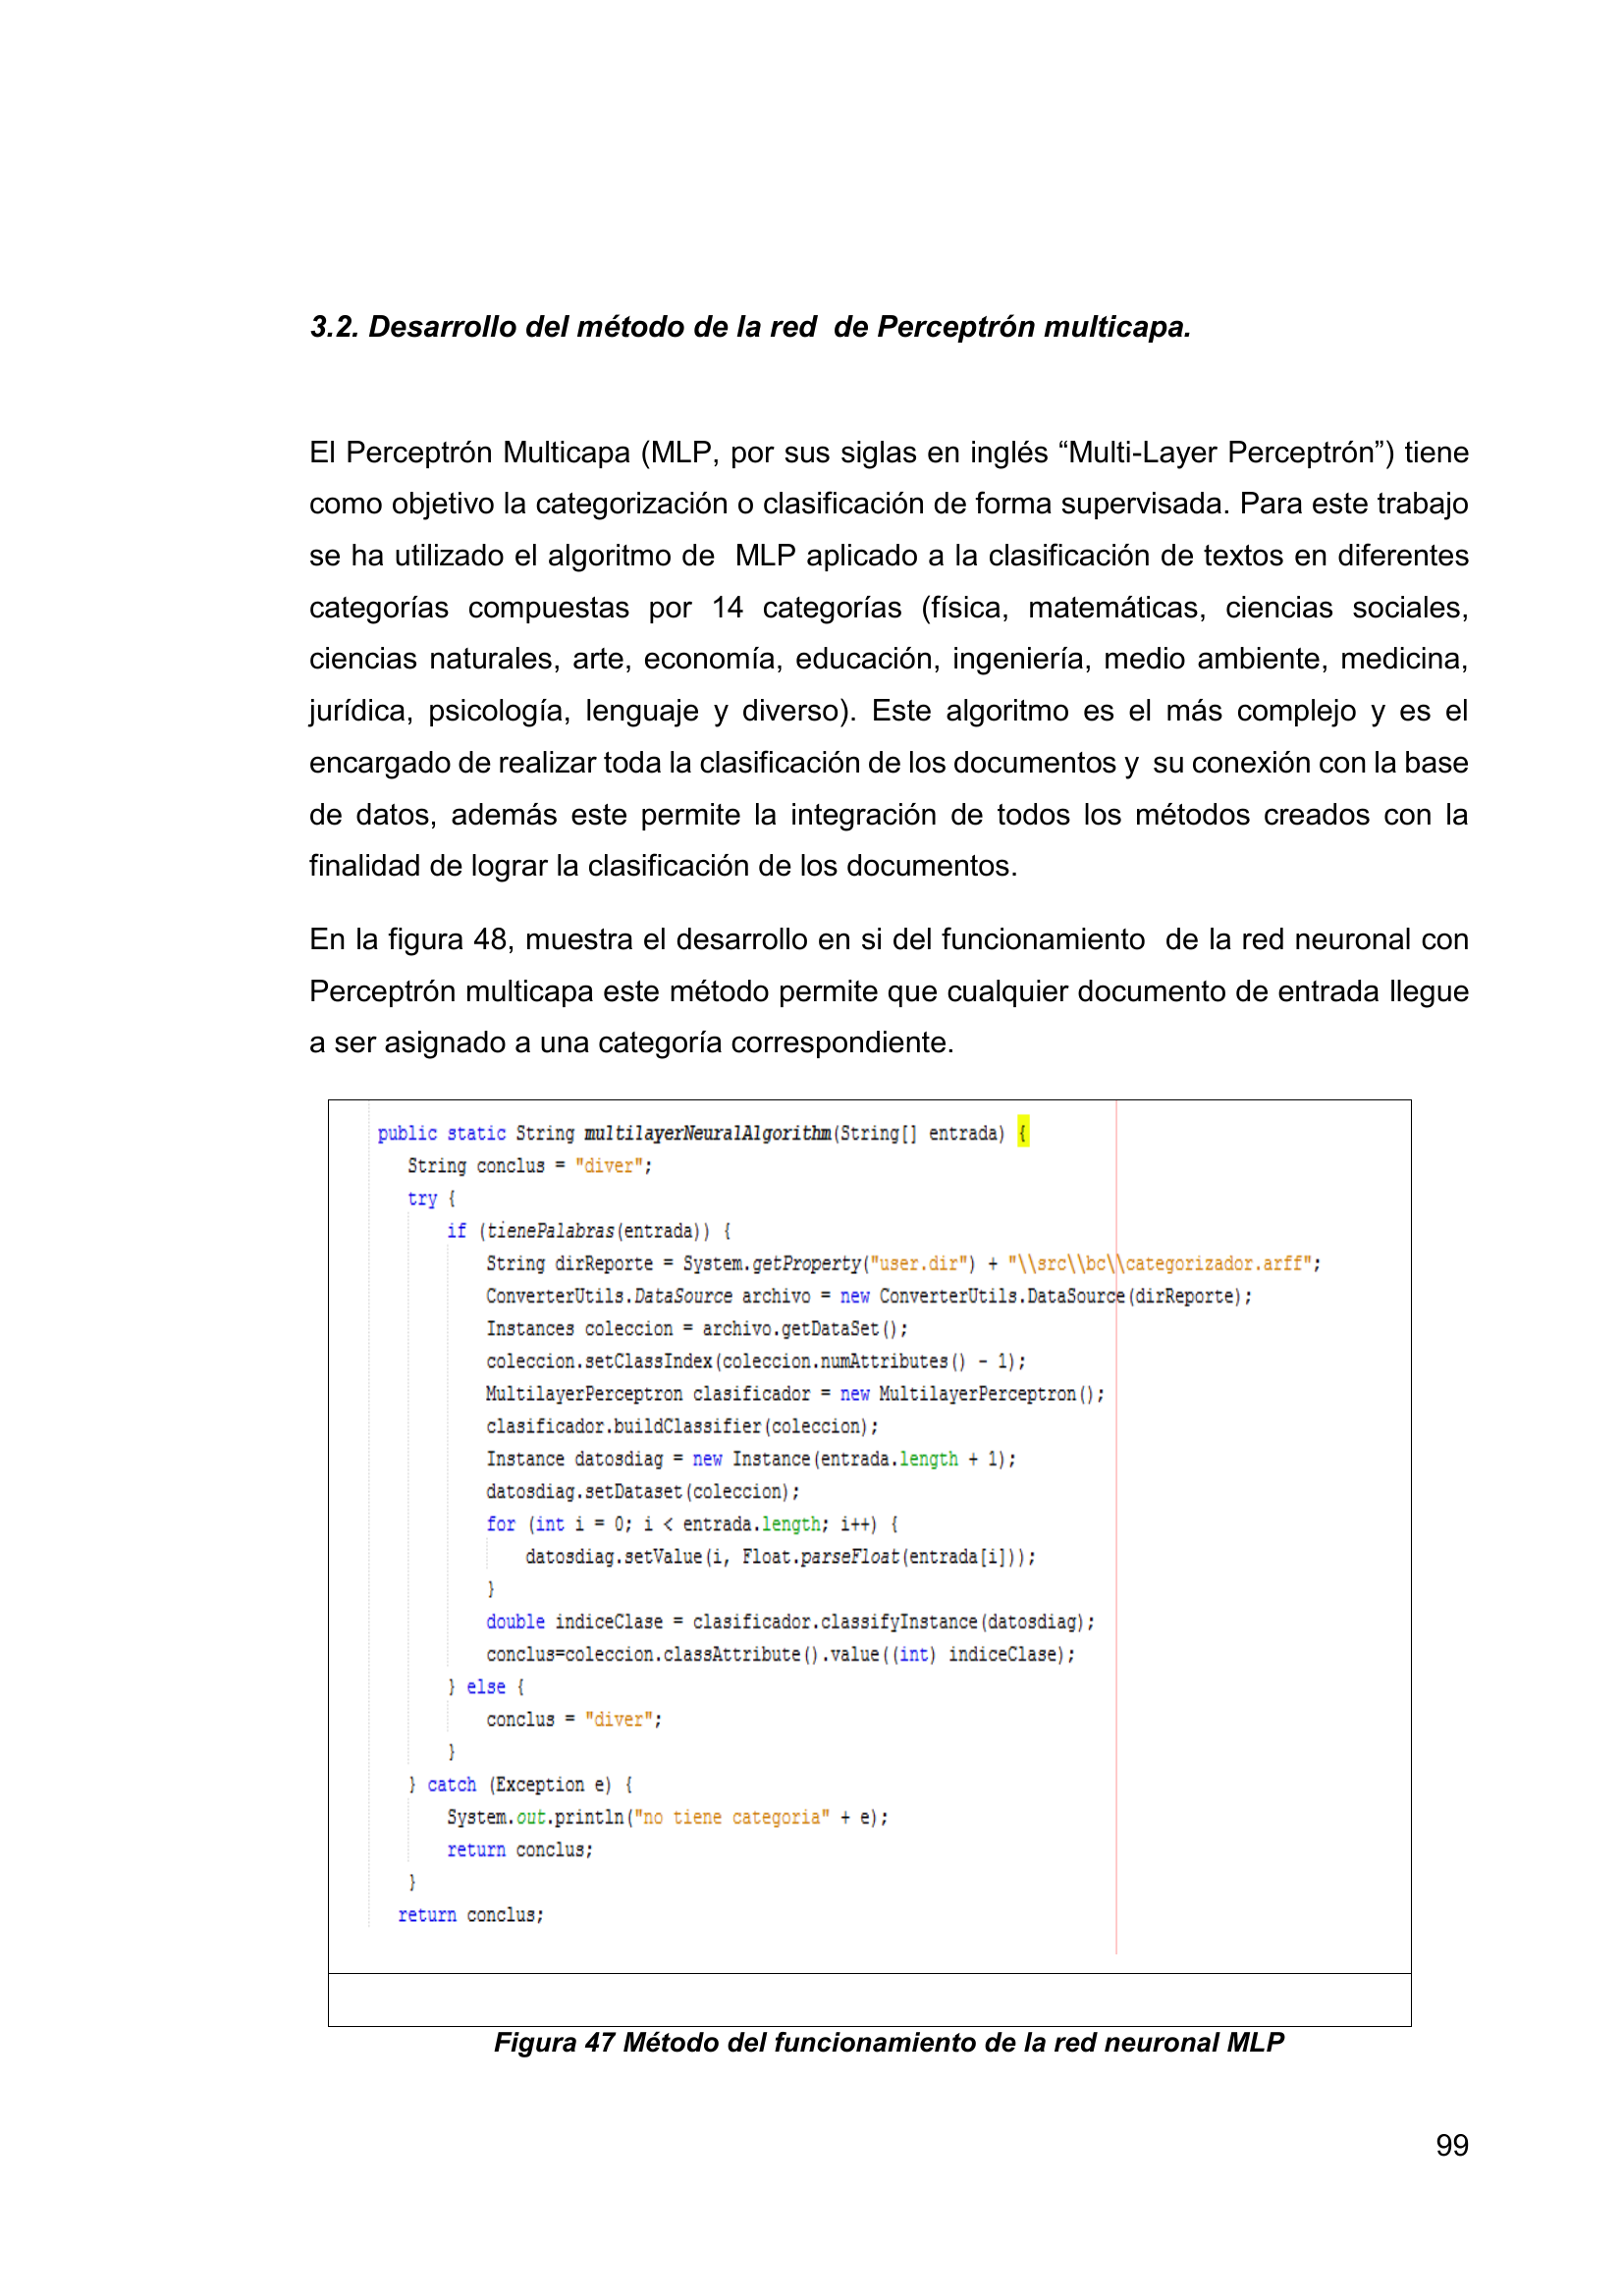 3.2. Desarrollo del método de la red  de Perceptrón multicapa.
El Perceptrón Multicapa (MLP, por sus siglas en inglés “Multi-Layer Perceptrón”) tiene
como objetivo la categorización o clasificación de forma supervisada. Para este trabajo
se ha utilizado el algoritmo de  MLP aplicado a la clasificación de textos en diferentes
categorías compuestas por 14 categorías (física, matemáticas, ciencias sociales,
ciencias naturales, arte, economía, educación, ingeniería, medio ambiente, medicina,
jurídica, psicología, lenguaje y diverso). Este algoritmo es el más complejo y es el
encargado de realizar toda la clasificación de los documentos y  su conexión con la base
de datos, además este permite la integración de todos los métodos creados con la
finalidad de lograr la clasificación de los documentos.
En la figura 48, muestra el desarrollo en si del funcionamiento  de la red neuronal con
Perceptrón multicapa este método permite que cualquier documento de entrada llegue
a ser asignado a una categoría correspondiente.
public static String multilayerNeuralAlgorithm(String[] entrada) {
String conclus = "diver";
try {
if (tienePalabras(entrada)) {
String dirReporte = System.getProperty("user.dir") + "\\src\\bc\\categorizador.arff";
ConverterUtils.DataSource archivo = new ConverterUtils.DataSource(dirReporte);
Instances coleccion = archivo.getDataSet();
coleccion.setClassIndex(coleccion.numAttributes() - 1);
MultilayerPerceptron clasificador = new MultilayerPerceptron();
clasificador.buildClassifier(coleccion);
Instance datosdiag = new Instance(entrada.length + 1);
datosdiag.setDataset(coleccion);
for (int i = 0; i < entrada.length; i++) {
datosdiag.setValue(i, Float.parseFloat(entrada[i]));
}
double indiceClase = clasificador.classifyInstance(datosdiag);
conclus=coleccion.classAttribute().value((int) indiceClase);
} else {
conclus = "diver";
}
} catch (Exception e) {
System.out.println("no tiene categoria" + e);
return conclus;
}
return conclus;
Figura 47 Método del funcionamiento de la red neuronal MLP
99